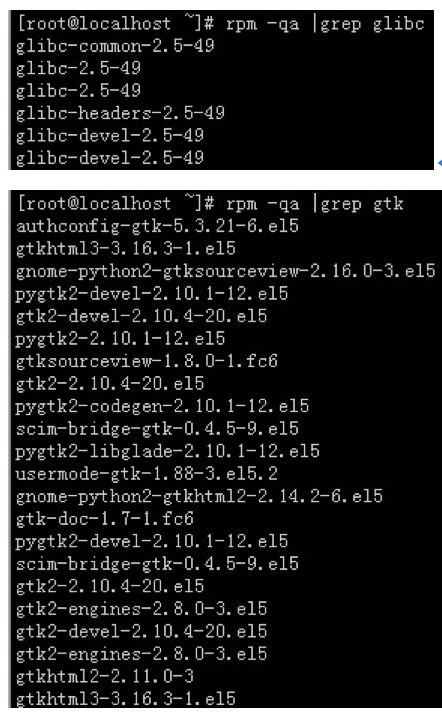 [root@localhost ~]# rpm -qa |grep glibc
glibc-common-2.5-49
glibc-2.5-49
glibc-2.5-49
glibc-headers-2.5-49
glibc-devel-2.5-49
glibc-devel-2.5-49
[root@localhost ~]# rpm -qa |grep gtk
authconfig-gtk-5.3.21-6.el5
gtkhtml3-3.16.3-1.el5
gnome-python2-gtksourceview-2.16.0-3.el5
pygtk2-devel-2.10.1-12.el5
gtk2-devel-2.10.4-20.el5
pygtk2-2.10.1-12.el5
gtksourceview-1.8.0-1.fc6
gtk2-2.10.4-20.el5
pygtk2-codegen-2.10.1-12.el5
scim-bridge-gtk-0.4.5-9.el5
pygtk2-libglade-2.10.1-12.el5
usermode-gtk-1.88-3.el5.2
gnome-python2-gtkhtml2-2.14.2-6.el5
gtk-doc-1.7-1.fc6
pygtk2-devel-2.10.1-12.el5
scim-bridge-gtk-0.4.5-9.el5
gtk2-2.10.4-20.el5
gtk2-engines-2.8.0-3.el5
gtk2-devel-2.10.4-20.el5
gtk2-engines-2.8.0-3.el5
gtkhtml2-2.11.0-3
gtkhtml3-3.16.3-1.el5